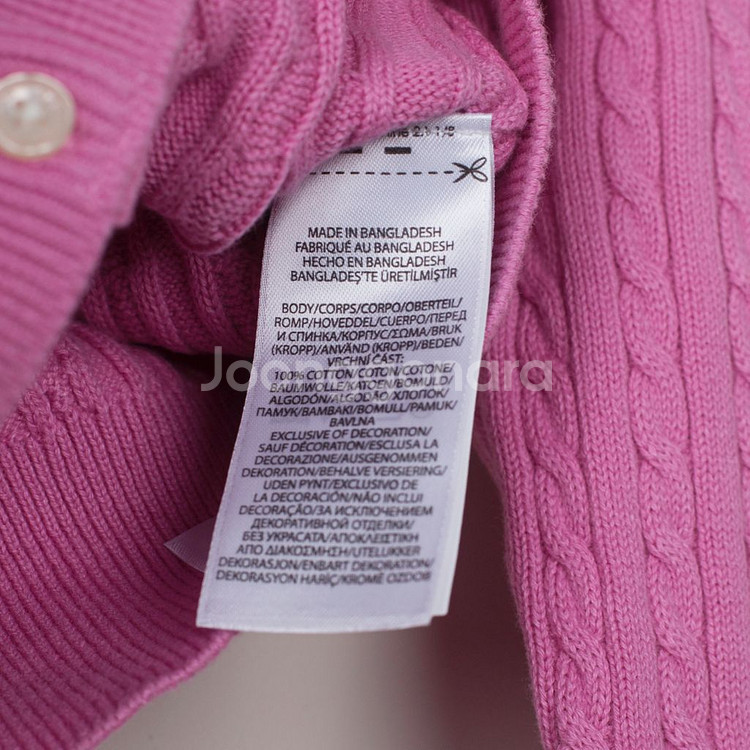 MADE IN BANGLADESH
FABRIQUÉ AU BANGLADESH
HECHO EN BANGLADESH
BANGLADEŞ'TE ÜRETİLMİŞTİR
BODY/CORPS/CORPO/OBERTEIL/
ROMP/HOVEDDEL/CUERPO/ПЕРЕД
И СПИНКА/КОРПУС/ΣΩΜΑ/BRUK
(KROPP)/ANVÄND (KROPP)/BEDEN/
VRCHNÍ ČÁST:
100% COTTON/COTON/COTONE/
BAUMWOLLE/KATOEN/BOMULD/
ALGODÓN/ALGODÃO/ХЛОПОК/
ПАМУК/BAMBAKI/BOMULL/PAMUK/
BAVLNA
EXCLUSIVE OF DECORATION/
SAUF DÉCORATION/ESCLUSA LA
DECORAZIONE/AUSGENOMMEN
DEKORATION/BEHALVE VERSIERING/
UDEN PYNT/EXCLUSIVO DE
LA DECORACIÓN/NÃO INCLUI
DECORAÇÃO/ЗА ИСКЛЮЧЕНИЕМ
ДЕКОРАТИВНОЙ ОТДЕЛКИ/
БЕЗ УКРАСАТА/ΑΠΟΚΛΕΙΣΤΙΚΗ
ΑΠΟ ΔΙΑΚΟΣΜΗΣΗ/UTELUKKER
DEKORASJON/ENBART DEKORATION/
DEKORASYON HARİÇ/KROMĚ OZDOB